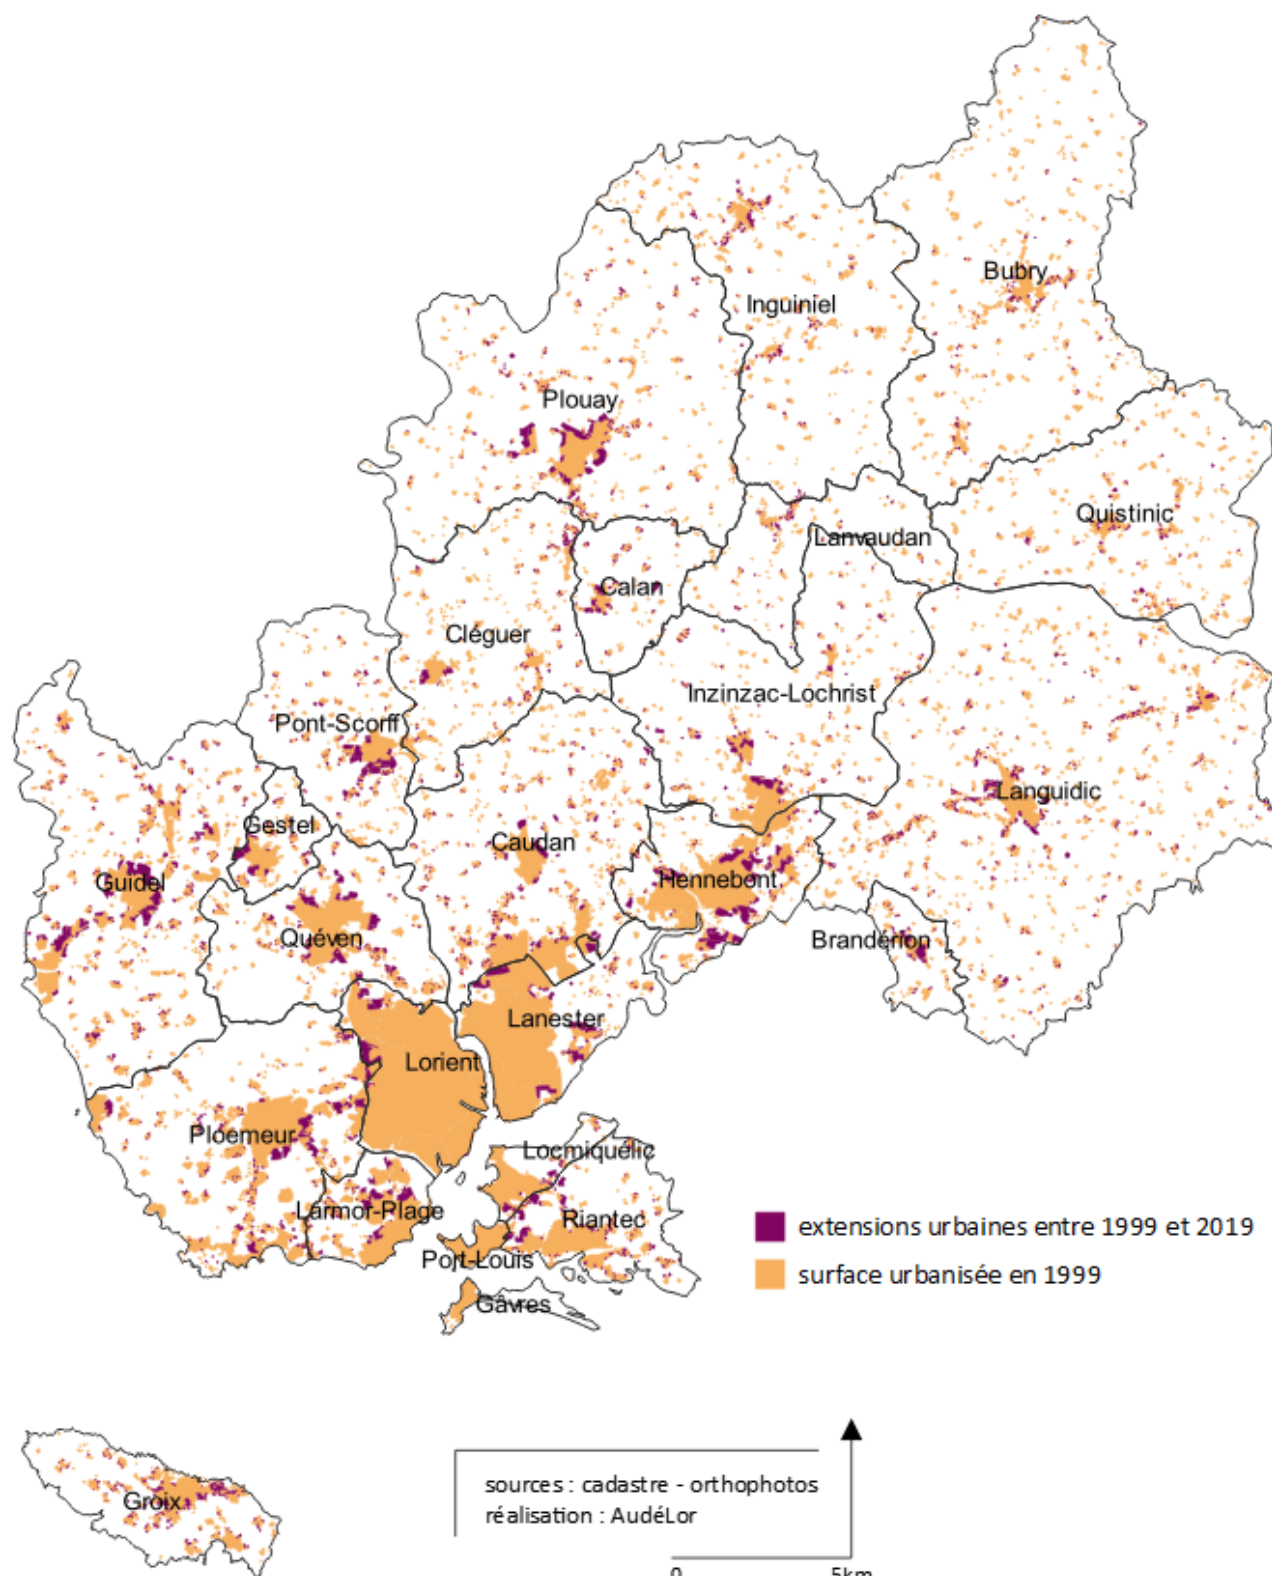 Bubry
Inguiniel
Plouay
Quistinic
Lanvaudan
Calan
Cléguer
Inzinzac-Lochrist
Pont-Scorff
Languidic
Gestel
Caudan
Guidel
Hennebont
Quéven
Brandérion
Lanester
Lorient
Ploemeur
Locmiquélic
Larmor-Plage
Riantec
extensions urbaines entre 1999 et 2019
Port-Louis
surface urbanisée en 1999
Gâvres
sources : cadastre - orthophotos
Groix
réalisation : AudéLor
0 5km